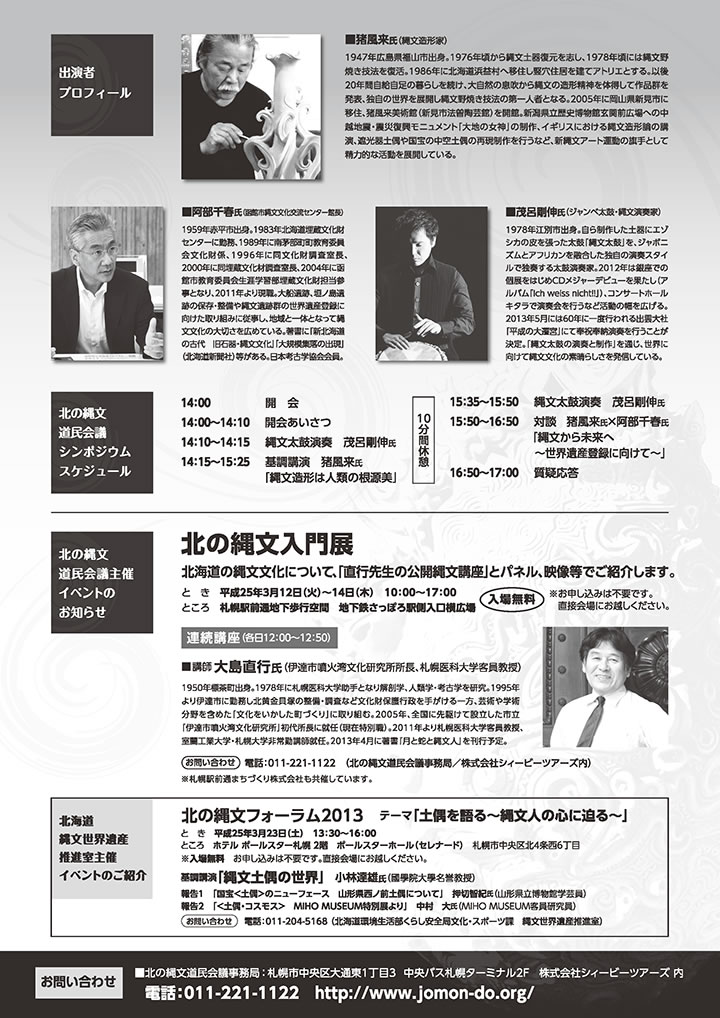 出演者
プロフィール
■猪風来氏(縄文造形家)
1947年広島県福山市出身。1976年頃から縄文土器復元を志し、1978年頃には縄文野
焼き技法を復活。1986年に北海道浜益村へ移住し竪穴住居を建てアトリエとする。以後
20年間自給自足の暮らしを続け、大自然の息吹から縄文の造形精神を体得して作品群を
発表、独自の世界を展開し縄文野焼き技法の第一人者となる。2005年に岡山県新見市に
移住、猪風来美術館(新見市法曽陶芸館)を開館。新潟県立歴史博物館玄関前広場への中
越地震・震災復興モニュメント「大地の女神」の制作、イギリスにおける縄文造形論の講
演、遮光器土偶や国宝の中空土偶の再現制作を行うなど、新縄文アート運動の旗手として
精力的な活動を展開している。
■阿部千春氏(函館市縄文文化交流センター館長)
1959年赤平市出身。1983年北海道埋蔵文化財
センターに勤務、1989年に南茅部町町教育委員
会文化財係、1996年に同文化財調査室長、
2000年に同埋蔵文化財調査室長、2004年に函
館市教育委員会生涯学習部埋蔵文化財担当参
事となり、2011年より現職。大船遺跡、垣ノ島遺
跡の保存・整備や縄文遺跡群の世界遺産登録に
向けた取り組みに従事し、地域と一体となって縄
文文化の大切さを広めている。著書に『新北海道
の古代 旧石器・縄文文化』『大規模集落の出現』
(北海道新聞社)等がある。日本考古学協会会員。
■茂呂剛伸氏(ジャンベ太鼓・縄文演奏家)
1978年江別市出身。自ら制作した土器にエゾ
シカの皮を張った太鼓「縄文太鼓」を、ジャポニ
ズムとアフリカンを融合した独自の演奏スタイ
ルで独奏する太鼓演奏家。2012年は銀座での
個展をはじめCDメジャーデビューを果たし(ア
ルバム「Ich weiss nicht!!」)、コンサートホール
キタラで演奏会を行うなど活動の幅を広げる。
2013年5月には60年に一度行われる出雲大社
「平成の大遷宮」にて奉祝奉納演奏を行うことが
決定。「縄文太鼓の演奏と制作」を通じ、世界に
向けて縄文文化の素晴らしさを発信している。
北の縄文
道民会議
シンポジウム
スケジュール
14:00 開 会
14:00〜14:10 開会あいさつ
14:10〜14:15 縄文太鼓演奏 茂呂剛伸氏
14:15〜15:25 基調講演 猪風来氏
「縄文造形は人類の根源美」
10分間休憩
15:35〜15:50 縄文太鼓演奏 茂呂剛伸氏
15:50〜16:50 対談 猪風来氏×阿部千春氏
「縄文から未来へ
〜世界遺産登録に向けて〜」
16:50〜17:00 質疑応答
北の縄文
道民会議主催
イベントの
お知らせ
北の縄文入門展
北海道の縄文文化について、「直行先生の公開縄文講座」とパネル、映像等でご紹介します。
と き 平成25年3月12日(火)〜14日(木) 10:00〜17:00
ところ 札幌駅前通地下歩行空間 地下鉄さっぽろ駅側入口横広場
入場無料
※お申し込みは不要です。
直接会場にお越しください。
連続講座(各日12:00〜12:50)
■講師 大島直行氏(伊達市噴火湾文化研究所所長、札幌医科大学客員教授)
1950年標茶町出身。1978年に札幌医科大学助手となり解剖学、人類学・考古学を研究。1995年
より伊達市に勤務し北黄金貝塚の整備・調査など文化財保護行政を手がける一方、芸術や学術
分野を含めた「文化をいかした町づくり」に取り組む。2005年、全国に先駆けて設立した市立
「伊達市噴火湾文化研究所」初代所長に就任(現在特別職)。2011年より札幌医科大学客員教授、
室蘭工業大学・札幌大学非常勤講師就任。2013年4月に著書『月と蛇と縄文人』を刊行予定。
お問い合わせ 電話:011-221-1122 (北の縄文道民会議事務局/株式会社シィービーツアーズ内)
※札幌駅前通まちづくり株式会社も共催しています。
北海道
縄文世界遺産
推進室主催
イベントのご紹介
北の縄文フォーラム2013 テーマ「土偶を語る〜縄文人の心に迫る〜」
と き 平成25年3月23日(土) 13:30〜16:00
ところ ホテル ポールスター札幌 2階 ポールスターホール(セレナード) 札幌市中央区北4条西6丁目
※入場無料 お申し込みは不要です。直接会場にお越しください。
基調講演「縄文土偶の世界」 小林達雄氏(國學院大學名誉教授)
報告1 「国宝<土偶>のニューフェース 山形県西ノ前土偶について」 押切智紀氏(山形県立博物館学芸員)
報告2 「<土偶・コスモス> MIHO MUSEUM特別展より」 中村 大氏(MIHO MUSEUM客員研究員)
お問い合わせ 電話:011-204-5168 (北海道環境生活部くらし安全局文化・スポーツ課 縄文世界遺産推進室)
お問い合わせ
■北の縄文道民会議事務局:札幌市中央区大通東1丁目3 中央バス札幌ターミナル2F 株式会社シィービーツアーズ 内
電話:011-221-1122 http://www.jomon-do.org/